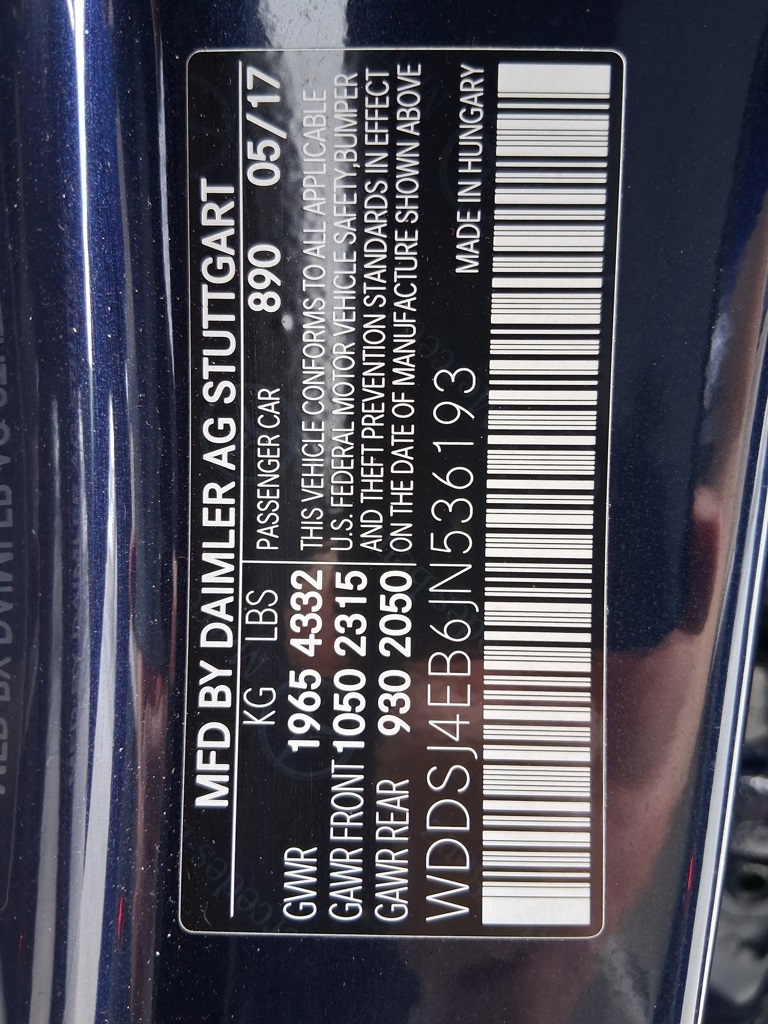 MFD BY DAIMLER AG STUTTGART
KG LBS PASSENGER CAR 890 05/17
GVWR 1965 4332 THIS VEHICLE CONFORMS TO ALL APPLICABLE
GAWR FRONT 1050 2315 U.S. FEDERAL MOTOR VEHICLE SAFETY,BUMPER
GAWR REAR 930 2050 AND THEFT PREVENTION STANDARDS IN EFFECT
ON THE DATE OF MANUFACTURE SHOWN ABOVE
WDDSJ4EB6JN536193 MADE IN HUNGARY